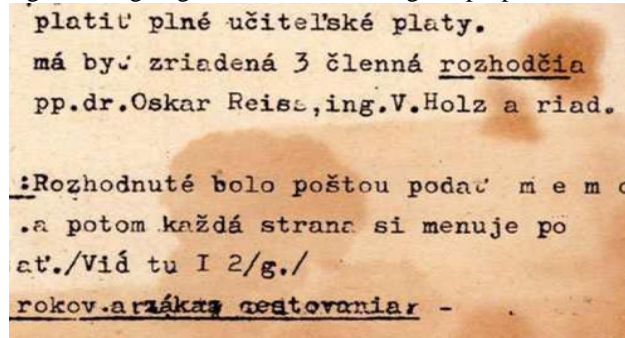 platiť plné učiteľské platy.
má byť zriadená 3 členná rozhodčia
pp.dr.Oskar Reiss,ing.V.Holz a riad.
:Rozhodnuté bolo poštou podať m e m o
.a potom každá strana si menuje po
ať./Viď tu I 2/g./
rokov a zákaz cestovania, -